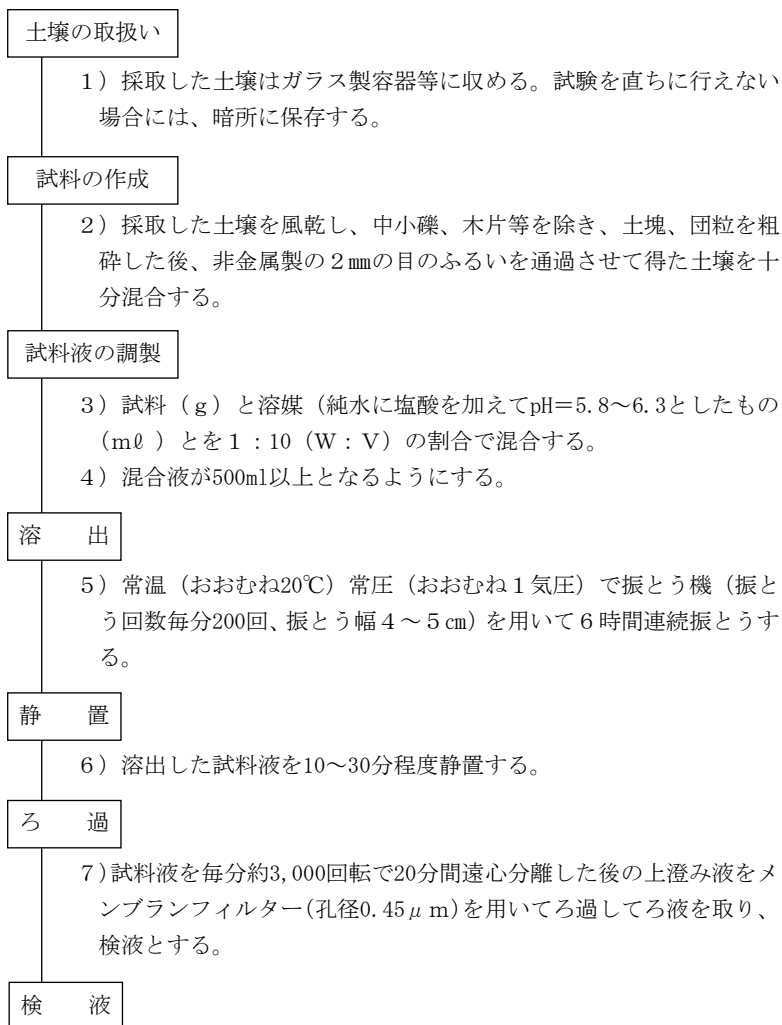 土壌の取扱い
1）採取した土壌はガラス製容器等に収める。試験を直ちに行えない
場合には、暗所に保存する。
試料の作成
2）採取した土壌を風乾し、中小礫、木片等を除き、土塊、団粒を粗
砕した後、非金属製の２㎜の目のふるいを通過させて得た土壌を十
分混合する。
試料液の調製
3）試料（ｇ）と溶媒（純水に塩酸を加えてpH＝5.8～6.3としたもの
（ｍℓ ）とを１：10（Ｗ：Ｖ）の割合で混合する。
4）混合液が500ml以上となるようにする。
溶　　出
5）常温（おおむね20℃）常圧（おおむね１気圧）で振とう機（振と
う回数毎分200回、振とう幅４～５㎝）を用いて６時間連続振とうす
る。
静　　置
6）溶出した試料液を10～30分程度静置する。
ろ　　過
7)試料液を毎分約3,000回転で20分間遠心分離した後の上澄み液をメ
ンブランフィルター(孔径0.45μｍ)を用いてろ過してろ液を取り、
検液とする。
検　　液